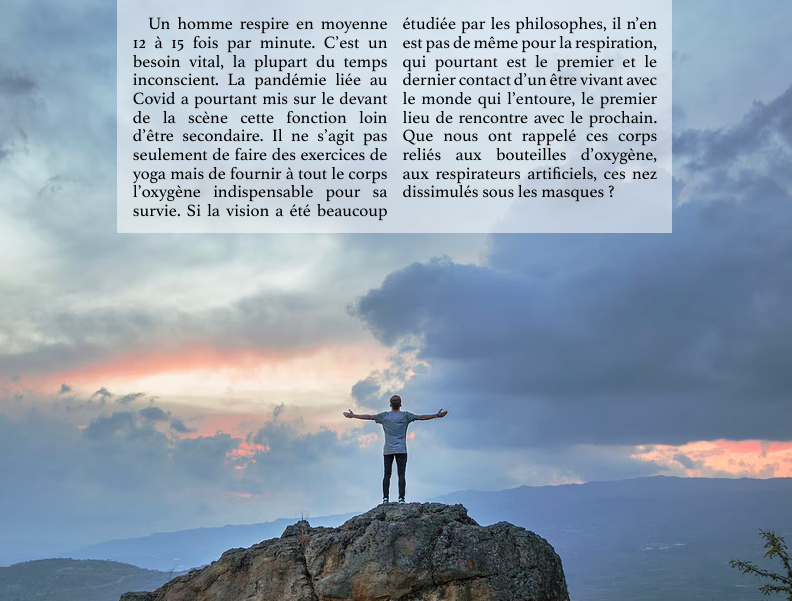 Un homme respire en moyenne
12 à 15 fois par minute. C’est un
besoin vital, la plupart du temps
inconscient. La pandémie liée au
Covid a pourtant mis sur le devant
de la scène cette fonction loin
d’être secondaire. Il ne s’agit pas
seulement de faire des exercices de
yoga mais de fournir à tout le corps
l’oxygène indispensable pour sa
survie. Si la vision a été beaucoup
étudiée par les philosophes, il n’en
est pas de même pour la respiration,
qui pourtant est le premier et le
dernier contact d’un être vivant avec
le monde qui l’entoure, le premier
lieu de rencontre avec le prochain.
Que nous ont rappelé ces corps
reliés aux bouteilles d’oxygène,
aux respirateurs artificiels, ces nez
dissimulés sous les masques ?